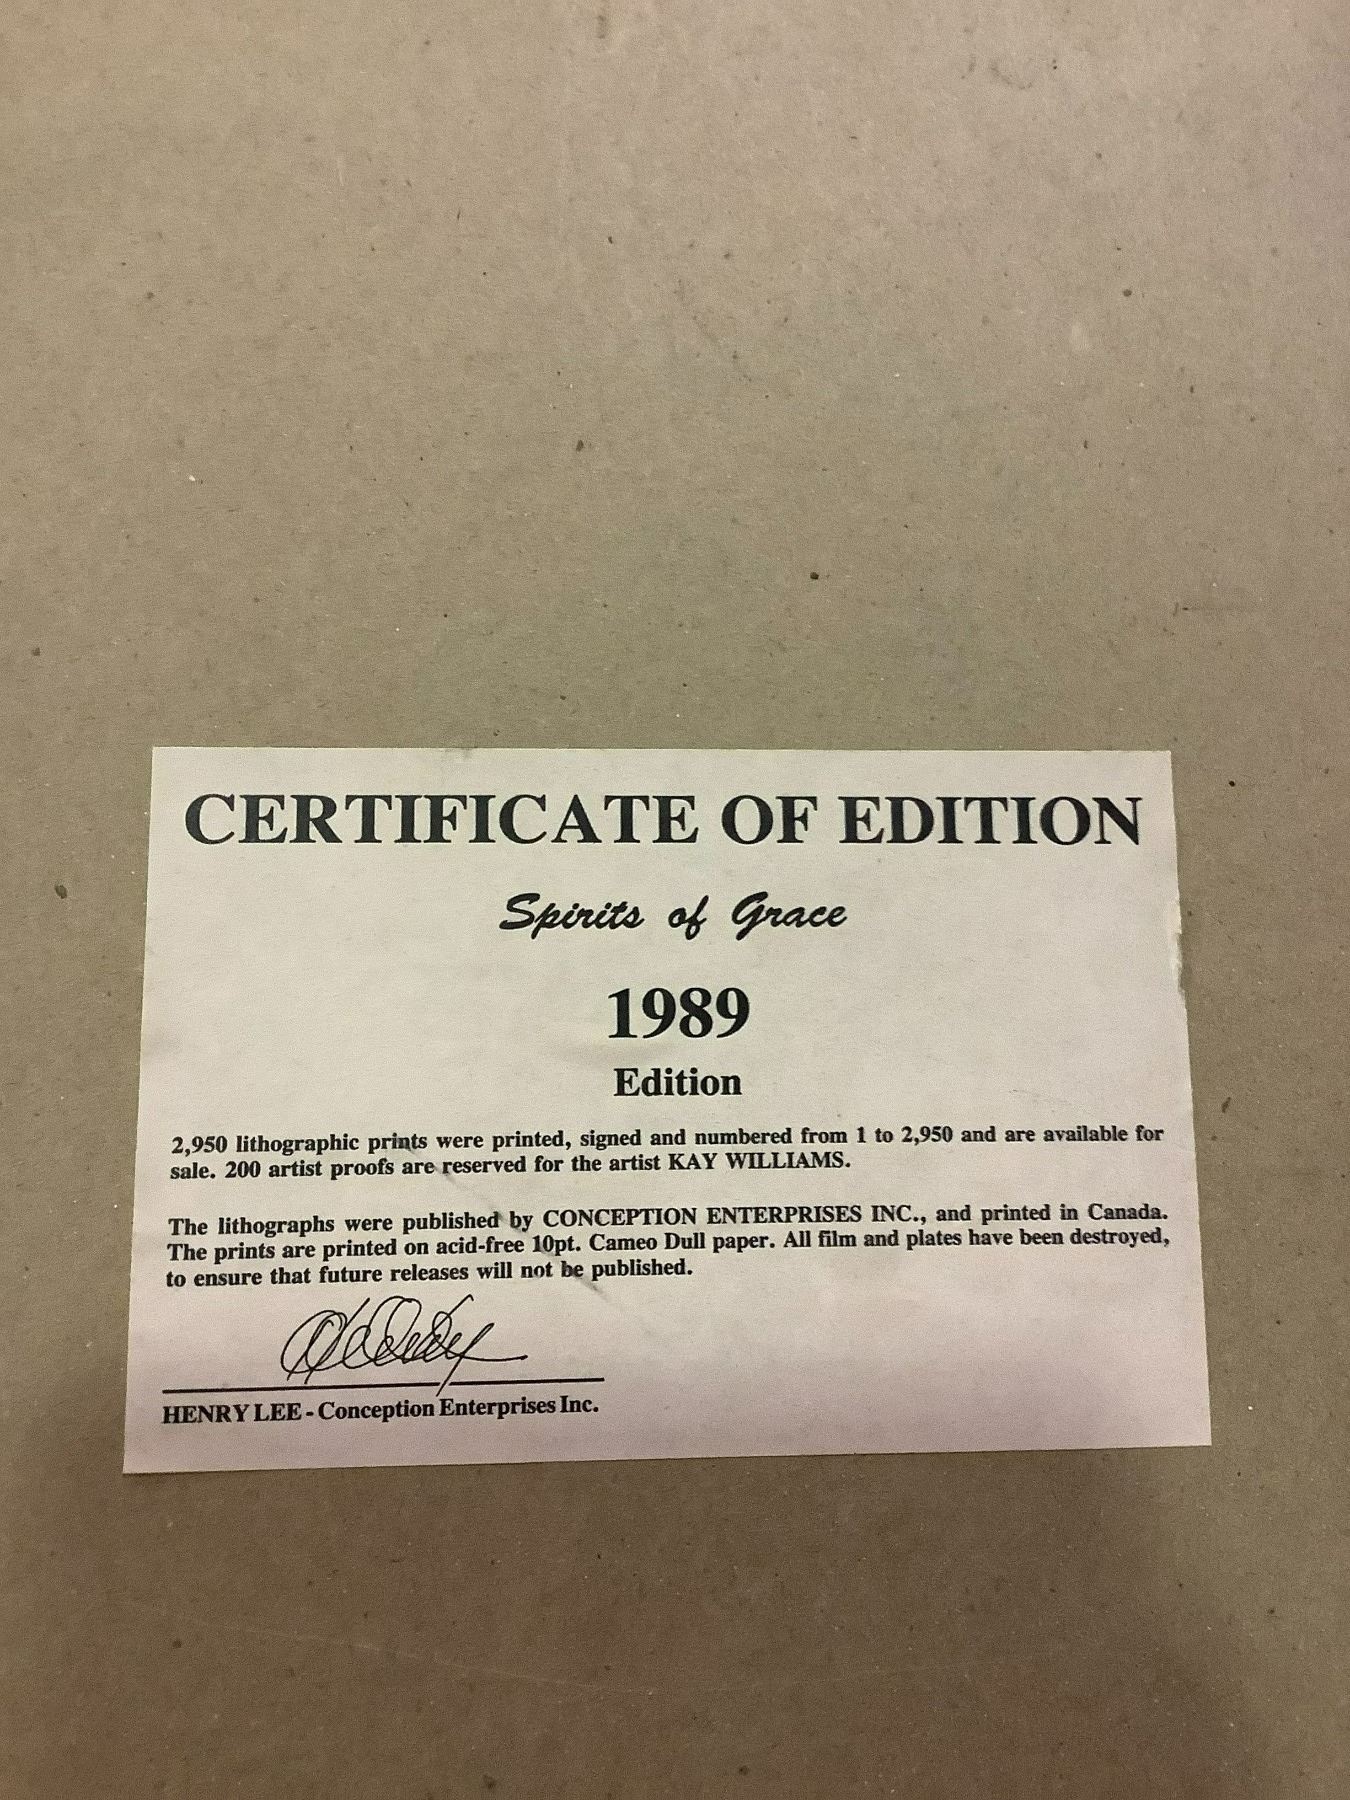 CERTIFICATE OF EDITION
Spirits of Grace
1989
Edition
2,950 lithographic prints were printed, signed and numbered from 1 to 2,950 and are available for
sale. 200 artist proofs are reserved for the artist KAY WILLIAMS.
The lithographs were published by CONCEPTION ENTERPRISES INC., and printed in Canada.
The prints are printed on acid-free 10pt. Cameo Dull paper. All film and plates have been destroyed,
to ensure that future releases will not be published.
HENRY LEE - Conception Enterprises Inc.